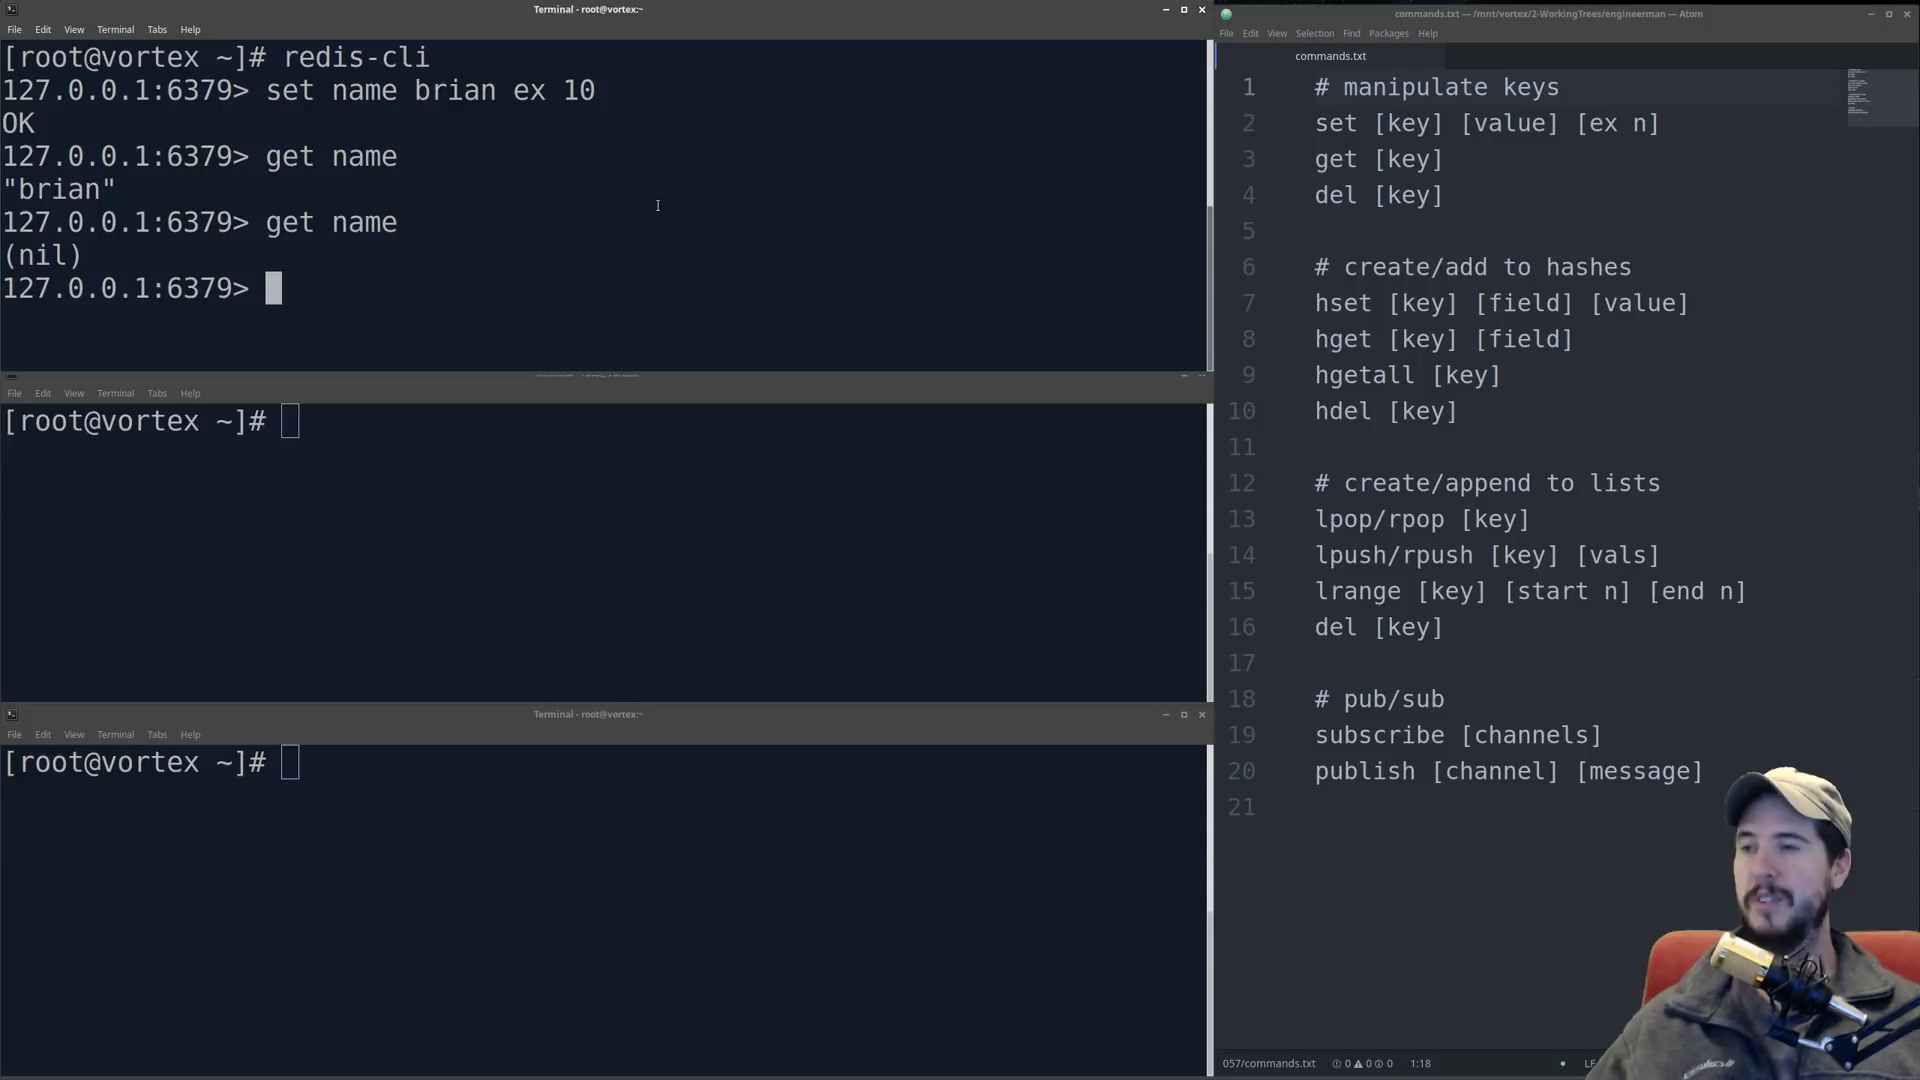 Terminal - root@vortex:~
File Edit View Terminal Tabs Help
[root@vortex ~]# redis-cli
127.0.0.1:6379> set name brian ex 10
OK
127.0.0.1:6379> get name
"brian"
127.0.0.1:6379> get name
(nil)
127.0.0.1:6379>
File Edit View Terminal Tabs Help
[root@vortex ~]#
Terminal - root@vortex:~
File Edit View Terminal Tabs Help
[root@vortex ~]#
commands.txt — /mnt/vortex/2-WorkingTrees/engineerman — Atom
File Edit View Selection Find Packages Help
commands.txt
1 # manipulate keys
2 set [key] [value] [ex n]
3 get [key]
4 del [key]
5
6 # create/add to hashes
7 hset [key] [field] [value]
8 hget [key] [field]
9 hgetall [key]
10 hdel [key]
11
12 # create/append to lists
13 lpop/rpop [key]
14 lpush/rpush [key] [vals]
15 lrange [key] [start n] [end n]
16 del [key]
17
18 # pub/sub
19 subscribe [channels]
20 publish [channel] [message]
21
057/commands.txt 0 0 0 1:18 LF